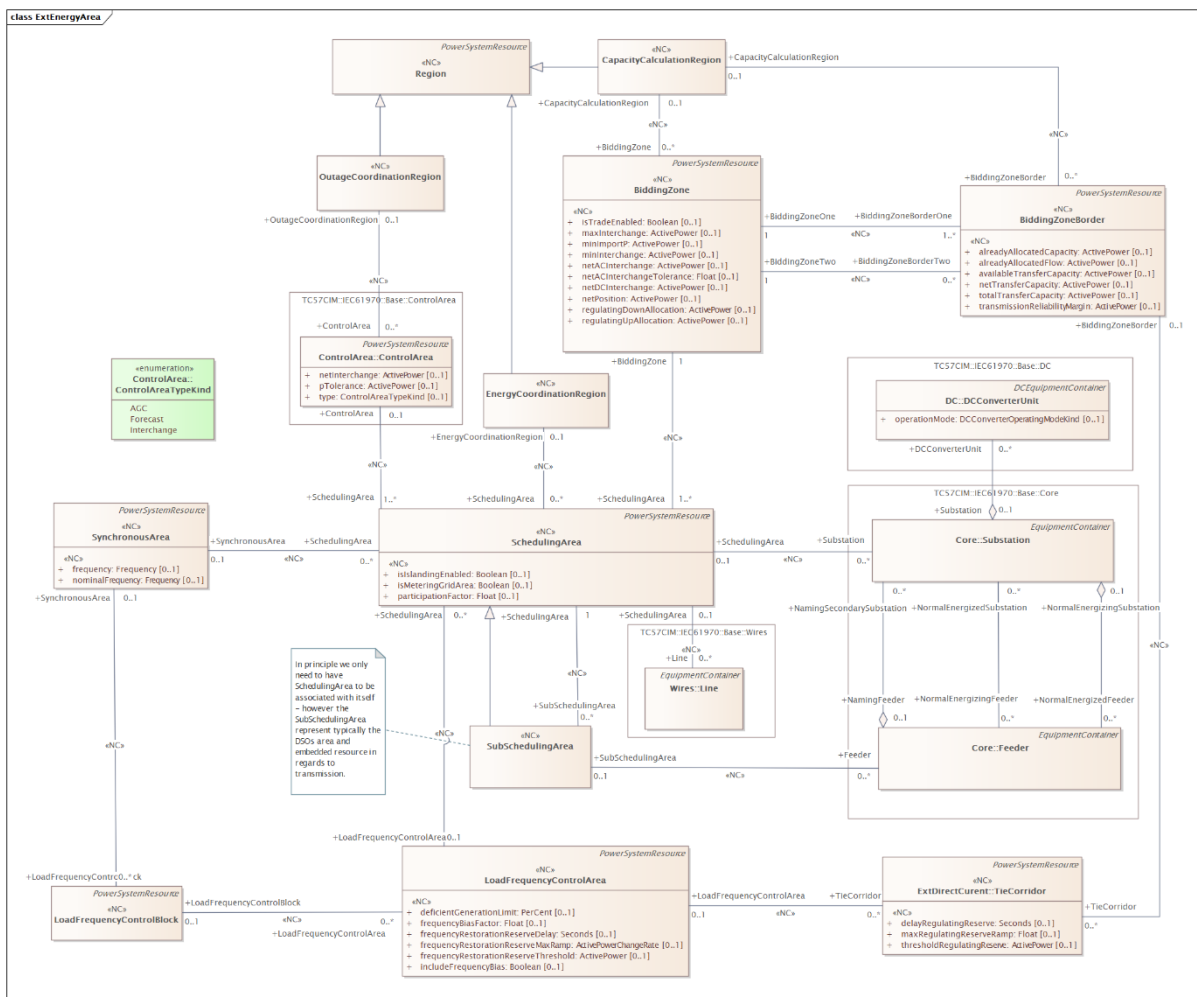 class ExtEnergyArea
PowerSystemResource
«NC»
Region
«NC»
CapacityCalculationRegion
+CapacityCalculationRegion
0..1
+CapacityCalculationRegion 0..1
«NC»
+BiddingZone 0..*
«NC»
«NC»
OutageCoordinationRegion
+OutageCoordinationRegion 0..1
«NC»
PowerSystemResource
«NC»
BiddingZone
«NC»
+ isTradeEnabled: Boolean [0..1]
+ maxInterchange: ActivePower [0..1]
+ minImportP: ActivePower [0..1]
+ minInterchange: ActivePower [0..1]
+ netACInterchange: ActivePower [0..1]
+ netACInterchangeTolerance: Float [0..1]
+ netDCInterchange: ActivePower [0..1]
+ netPosition: ActivePower [0..1]
+ regulatingDownAllocation: ActivePower [0..1]
+ regulatingUpAllocation: ActivePower [0..1]
+BiddingZoneBorder 0..*
+BiddingZoneOne +BiddingZoneBorderOne
1 «NC» 1..*
+BiddingZoneTwo +BiddingZoneBorderTwo
1 «NC» 0..*
PowerSystemResource
«NC»
BiddingZoneBorder
«NC»
+ alreadyAllocatedCapacity: ActivePower [0..1]
+ alreadyAllocatedFlow: ActivePower [0..1]
+ availableTransferCapacity: ActivePower [0..1]
+ netTransferCapacity: ActivePower [0..1]
+ totalTransferCapacity: ActivePower [0..1]
+ transmissionReliabilityMargin: ActivePower [0..1]
+BiddingZoneBorder 0..1
TC57CIM::IEC61970::Base::ControlArea
+ControlArea 0..*
PowerSystemResource
ControlArea::ControlArea
+ netInterchange: ActivePower [0..1]
+ pTolerance: ActivePower [0..1]
+ type: ControlAreaTypeKind [0..1]
+ControlArea 0..1
«NC»
+SchedulingArea 1..*
«enumeration»
ControlArea::
ControlAreaTypeKind
AGC
Forecast
Interchange
«NC»
EnergyCoordinationRegion
+EnergyCoordinationRegion 0..1
«NC»
+SchedulingArea 0..*
+BiddingZone 1
«NC»
+SchedulingArea 1..*
TC57CIM::IEC61970::Base::DC
DCEquipmentContainer
DC::DCConverterUnit
+ operationMode: DCConverterOperatingModeKind [0..1]
+DCConverterUnit 0..*
TC57CIM::IEC61970::Base::Core
+Substation 0..1
EquipmentContainer
Core::Substation
PowerSystemResource
«NC»
SynchronousArea
«NC»
+ frequency: Frequency [0..1]
+ nominalFrequency: Frequency [0..1]
+SynchronousArea 0..1
+SynchronousArea +SchedulingArea
0..1 «NC» 0..*
PowerSystemResource
«NC»
SchedulingArea
«NC»
+ isIslandingEnabled: Boolean [0..1]
+ isMeteringGridArea: Boolean [0..1]
+ participationFactor: Float [0..1]
+SchedulingArea +Substation
0..1 «NC» 0..*
+SchedulingArea 0..*
+SchedulingArea 1
+SchedulingArea 0..1
0..* 0..* 0..1
+NamingSecondarySubstation +NormalEnergizedSubstation +NormalEnergizingSubstation
TC57CIM::IEC61970::Base::Wires
«NC»
+Line 0..*
EquipmentContainer
Wires::Line
«NC»
In principle we only
need to have
SchedulingArea to be
associated with itself
– however the
SubSchedulingArea
represent typically the
DSOs area and
embedded resource in
regards to
transmission.
«NC»
+SubSchedulingArea
0..*
«NC»
SubSchedulingArea
+SubSchedulingArea +Feeder
0..1 «NC» 0..*
+NamingFeeder +NormalEnergizingFeeder +NormalEnergizedFeeder
0..1 0..* 0..*
EquipmentContainer
Core::Feeder
«NC»
«NC»
+LoadFrequencyControlArea 0..1
+LoadFrequencyContrc 0..* ck
PowerSystemResource
«NC»
LoadFrequencyControlBlock
+LoadFrequencyControlBlock
0..1 «NC» 0..*
+LoadFrequencyControlArea
PowerSystemResource
«NC»
LoadFrequencyControlArea
«NC»
+ deficientGenerationLimit: PerCent [0..1]
+ frequencyBiasFactor: Float [0..1]
+ frequencyRestorationReserveDelay: Seconds [0..1]
+ frequencyRestorationReserveMaxRamp: ActivePowerChangeRate [0..1]
+ frequencyRestorationReserveThreshold: ActivePower [0..1]
+ includeFrequencyBias: Boolean [0..1]
+LoadFrequencyControlArea +TieCorridor
0..1 «NC» 0..*
PowerSystemResource
«NC»
ExtDirectCurent::TieCorridor
«NC»
+ delayRegulatingReserve: Seconds [0..1]
+ maxRegulatingReserveRamp: Float [0..1]
+ thresholdRegulatingReserve: ActivePower [0..1]
+TieCorridor
0..*